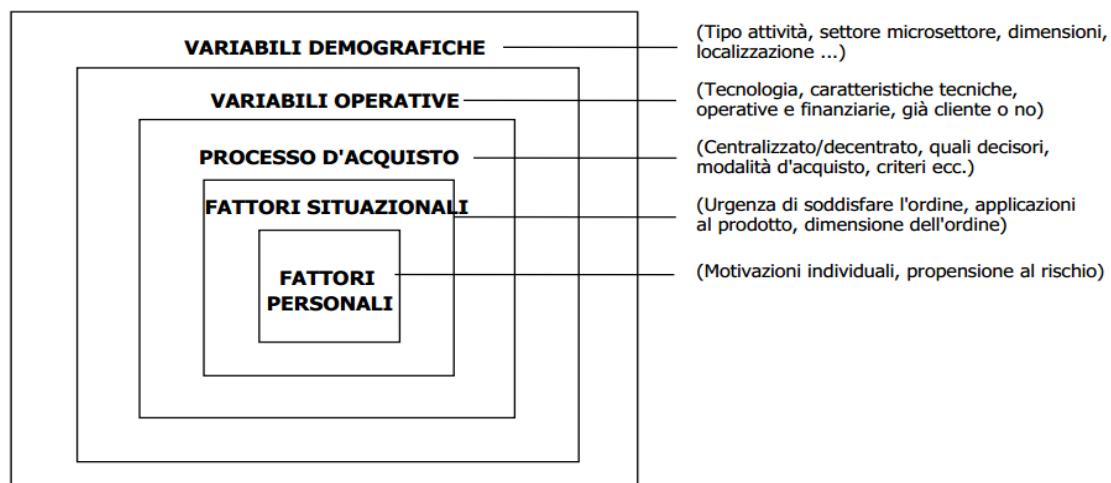 VARIABILI DEMOGRAFICHE
(Tipo attività, settore microsettore, dimensioni,
localizzazione ...)
VARIABILI OPERATIVE
(Tecnologia, caratteristiche tecniche,
operative e finanziarie, già cliente o no)
PROCESSO D'ACQUISTO
(Centralizzato/decentrato, quali decisori,
modalità d'acquisto, criteri ecc.)
FATTORI SITUAZIONALI
(Urgenza di soddisfare l'ordine, applicazioni
al prodotto, dimensione dell'ordine)
FATTORI
PERSONALI
(Motivazioni individuali, propensione al rischio)